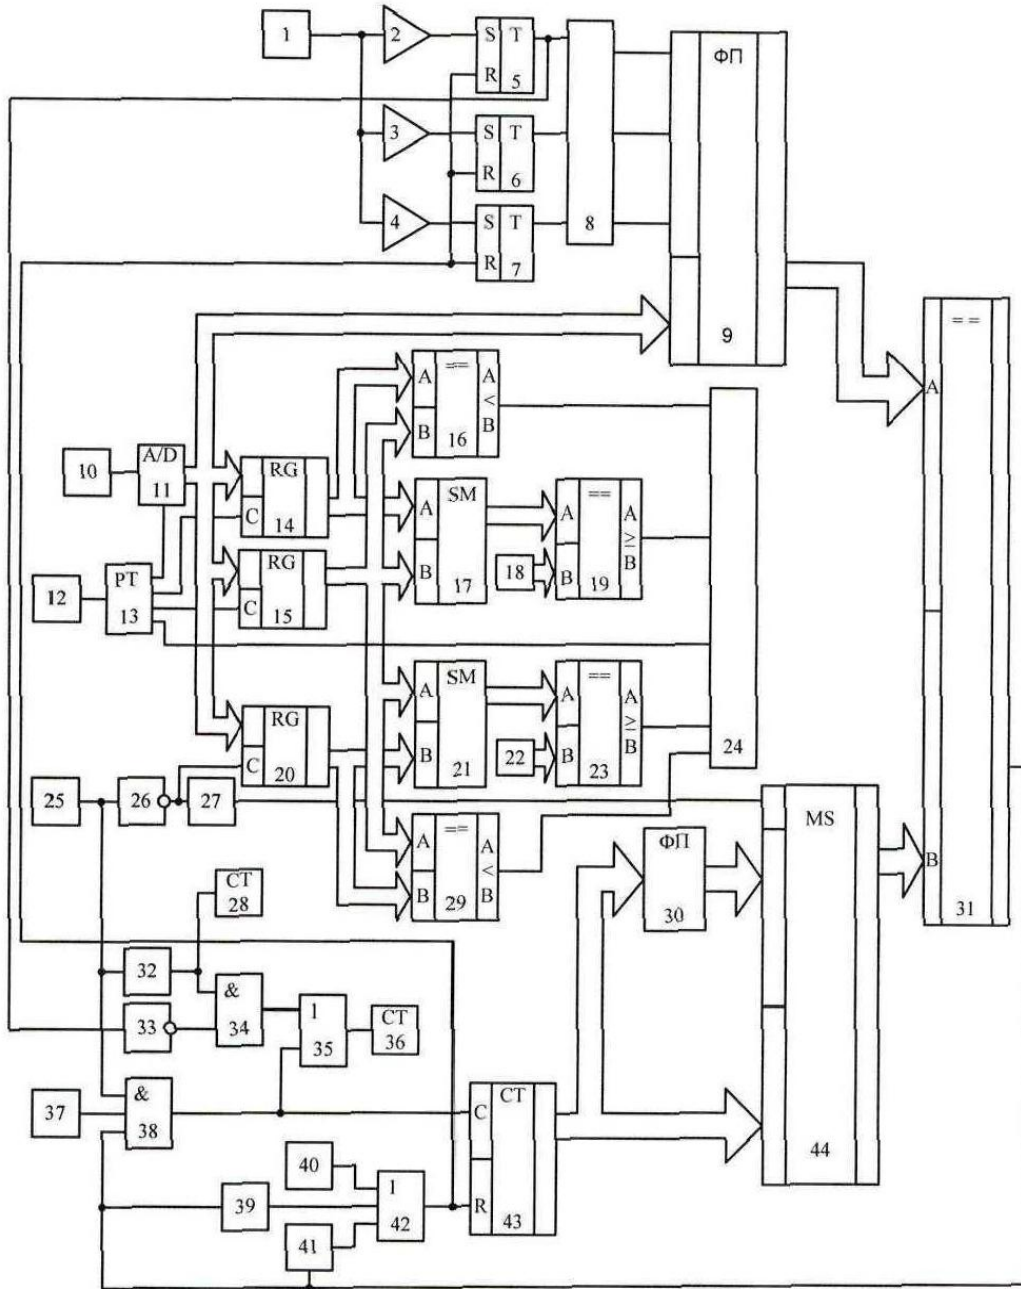 1
2
S T
R 5
3
S T
R 6
4
S T
R 7
8
ФП
9
A ==
B 16
A < B
10
A/D
11
RG
C 14
12
РТ
13
RG
C 15
A SM
B 17
18
A ==
B 19
A ≥ B
RG
C 20
A SM
B 21
22
A ==
B 23
A ≥ B
24
25
26
27
A ==
B 29
A < B
CT
28
ФП
30
==
A
B
31
32
33
&
34
1
35
CT
36
37
&
38
39
40
41
1
42
C CT
R 43
MS
44